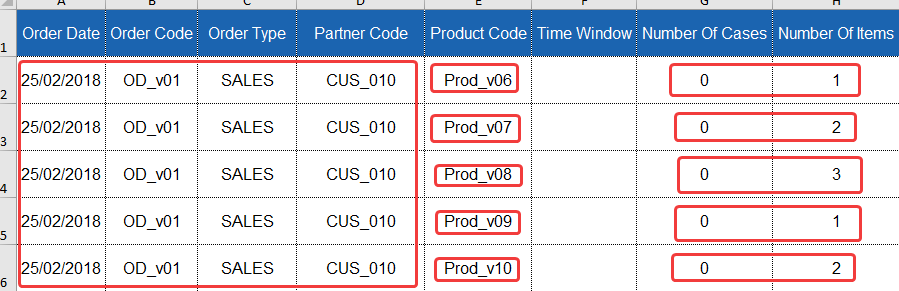 A B C D E F G H
1 Order Date Order Code Order Type Partner Code Product Code Time Window Number Of Cases Number Of Items
2 25/02/2018 OD_v01 SALES CUS_010 Prod_v06 0 1
3 25/02/2018 OD_v01 SALES CUS_010 Prod_v07 0 2
4 25/02/2018 OD_v01 SALES CUS_010 Prod_v08 0 3
5 25/02/2018 OD_v01 SALES CUS_010 Prod_v09 0 1
6 25/02/2018 OD_v01 SALES CUS_010 Prod_v10 0 2